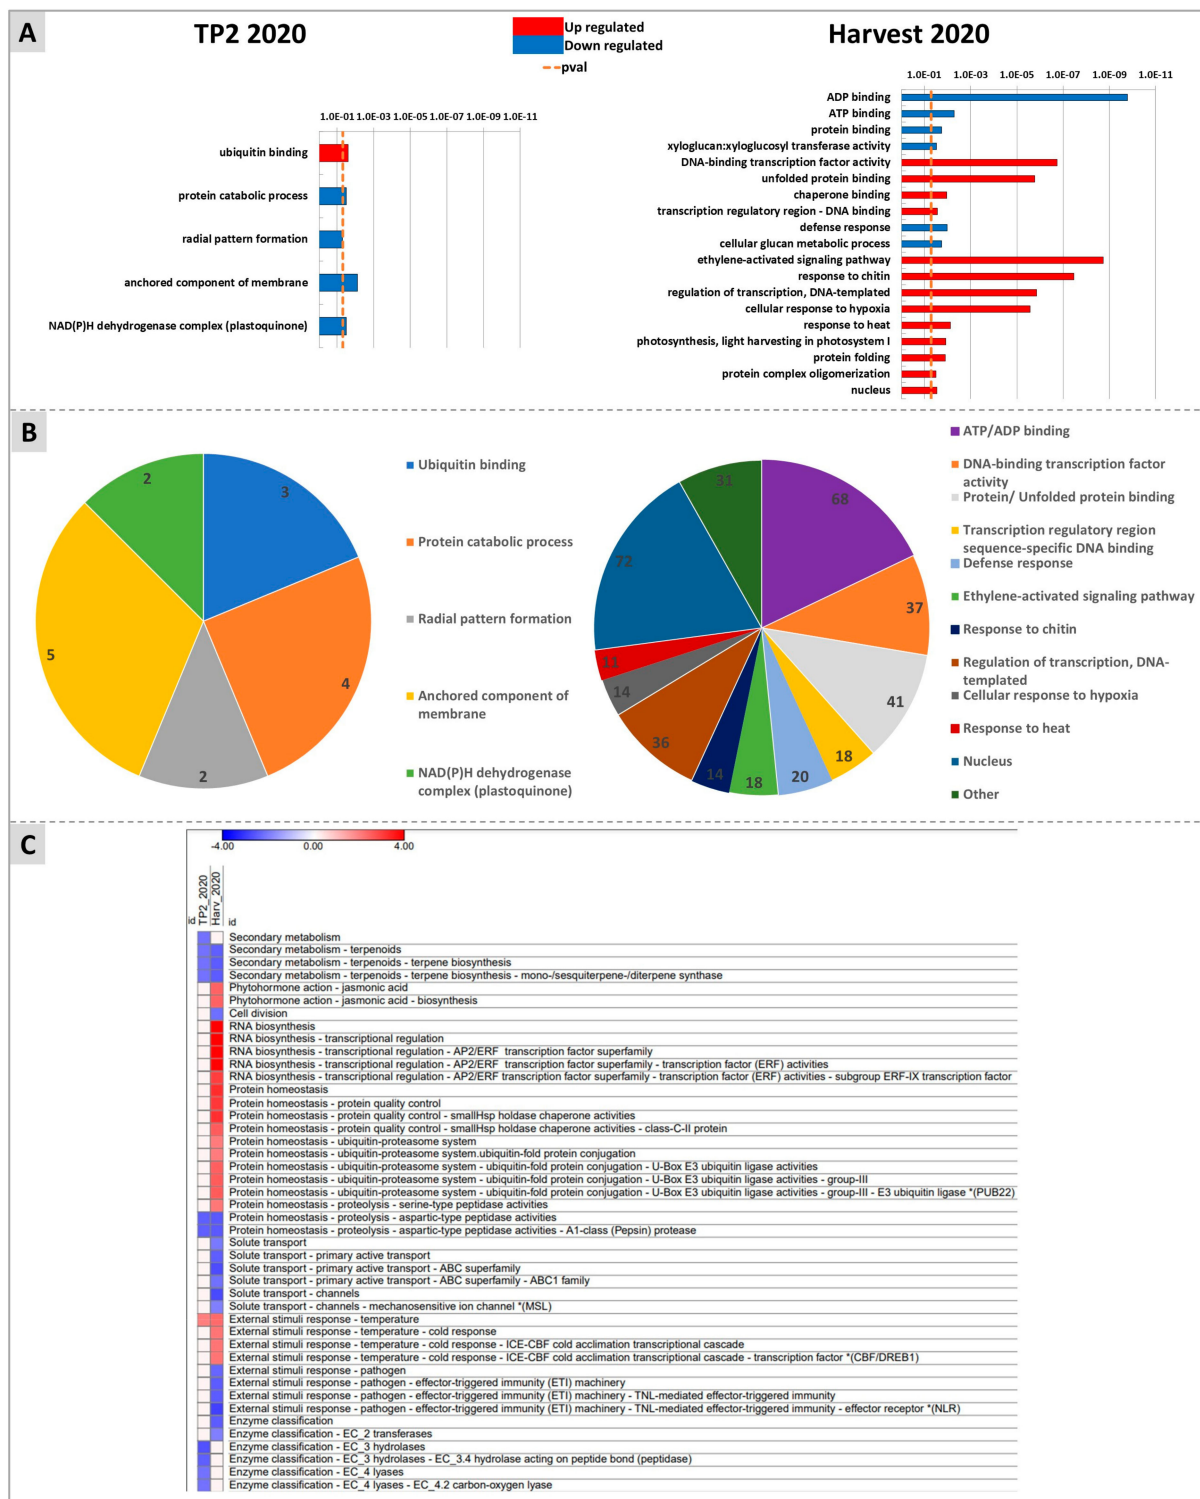 A
TP2 2020
Up regulated
Down regulated
pval
Harvest 2020
1.0E-01 1.0E-03 1.0E-05 1.0E-07 1.0E-09 1.0E-11
ubiquitin binding
protein catabolic process
radial pattern formation
anchored component of membrane
NAD(P)H dehydrogenase complex (plastoquinone)
1.0E-01 1.0E-03 1.0E-05 1.0E-07 1.0E-09 1.0E-11
ADP binding
ATP binding
protein binding
xyloglucan:xyloglucosyl transferase activity
DNA-binding transcription factor activity
unfolded protein binding
chaperone binding
transcription regulatory region - DNA binding
defense response
cellular glucan metabolic process
ethylene-activated signaling pathway
response to chitin
regulation of transcription, DNA-templated
cellular response to hypoxia
response to heat
photosynthesis, light harvesting in photosystem I
protein folding
protein complex oligomerization
nucleus
B
2
3
5
4
2
Ubiquitin binding
Protein catabolic process
Radial pattern formation
Anchored component of
membrane
NAD(P)H dehydrogenase
complex (plastoquinone)
31
68
72
37
11
14
41
36
14
18
20
18
ATP/ADP binding
DNA-binding transcription factor
activity
Protein/ Unfolded protein binding
Transcription regulatory region
sequence-specific DNA binding
Defense response
Ethylene-activated signaling pathway
Response to chitin
Regulation of transcription, DNA-
templated
Cellular response to hypoxia
Response to heat
Nucleus
Other
C
-4.00 0.00 4.00
id TP2_2020 Harv_2020 id
Secondary metabolism
Secondary metabolism - terpenoids
Secondary metabolism - terpenoids - terpene biosynthesis
Secondary metabolism - terpenoids - terpene biosynthesis - mono-/sesquiterpene-/diterpene synthase
Phytohormone action - jasmonic acid
Phytohormone action - jasmonic acid - biosynthesis
Cell division
RNA biosynthesis
RNA biosynthesis - transcriptional regulation
RNA biosynthesis - transcriptional regulation - AP2/ERF transcription factor superfamily
RNA biosynthesis - transcriptional regulation - AP2/ERF transcription factor superfamily - transcription factor (ERF) activities
RNA biosynthesis - transcriptional regulation - AP2/ERF transcription factor superfamily - transcription factor (ERF) activities - subgroup ERF-IX transcription factor
Protein homeostasis
Protein homeostasis - protein quality control
Protein homeostasis - protein quality control - smallHsp holdase chaperone activities
Protein homeostasis - protein quality control - smallHsp holdase chaperone activities - class-C-II protein
Protein homeostasis - ubiquitin-proteasome system
Protein homeostasis - ubiquitin-proteasome system.ubiquitin-fold protein conjugation
Protein homeostasis - ubiquitin-proteasome system - ubiquitin-fold protein conjugation - U-Box E3 ubiquitin ligase activities
Protein homeostasis - ubiquitin-proteasome system - ubiquitin-fold protein conjugation - U-Box E3 ubiquitin ligase activities - group-III
Protein homeostasis - ubiquitin-proteasome system - ubiquitin-fold protein conjugation - U-Box E3 ubiquitin ligase activities - group-III - E3 ubiquitin ligase *(PUB22)
Protein homeostasis - proteolysis - serine-type peptidase activities
Protein homeostasis - proteolysis - aspartic-type peptidase activities
Protein homeostasis - proteolysis - aspartic-type peptidase activities - A1-class (Pepsin) protease
Solute transport
Solute transport - primary active transport
Solute transport - primary active transport - ABC superfamily
Solute transport - primary active transport - ABC superfamily - ABC1 family
Solute transport - channels
Solute transport - channels - mechanosensitive ion channel *(MSL)
External stimuli response - temperature
External stimuli response - temperature - cold response
External stimuli response - temperature - cold response - ICE-CBF cold acclimation transcriptional cascade
External stimuli response - temperature - cold response - ICE-CBF cold acclimation transcriptional cascade - transcription factor *(CBF/DREB1)
External stimuli response - pathogen
External stimuli response - pathogen - effector-triggered immunity (ETI) machinery
External stimuli response - pathogen - effector-triggered immunity (ETI) machinery - TNL-mediated effector-triggered immunity
External stimuli response - pathogen - effector-triggered immunity (ETI) machinery - TNL-mediated effector-triggered immunity - effector receptor *(NLR)
Enzyme classification
Enzyme classification - EC_2 transferases
Enzyme classification - EC_3 hydrolases
Enzyme classification - EC_3 hydrolases - EC_3.4 hydrolase acting on peptide bond (peptidase)
Enzyme classification - EC_4 lyases
Enzyme classification - EC_4 lyases - EC_4.2 carbon-oxygen lyase